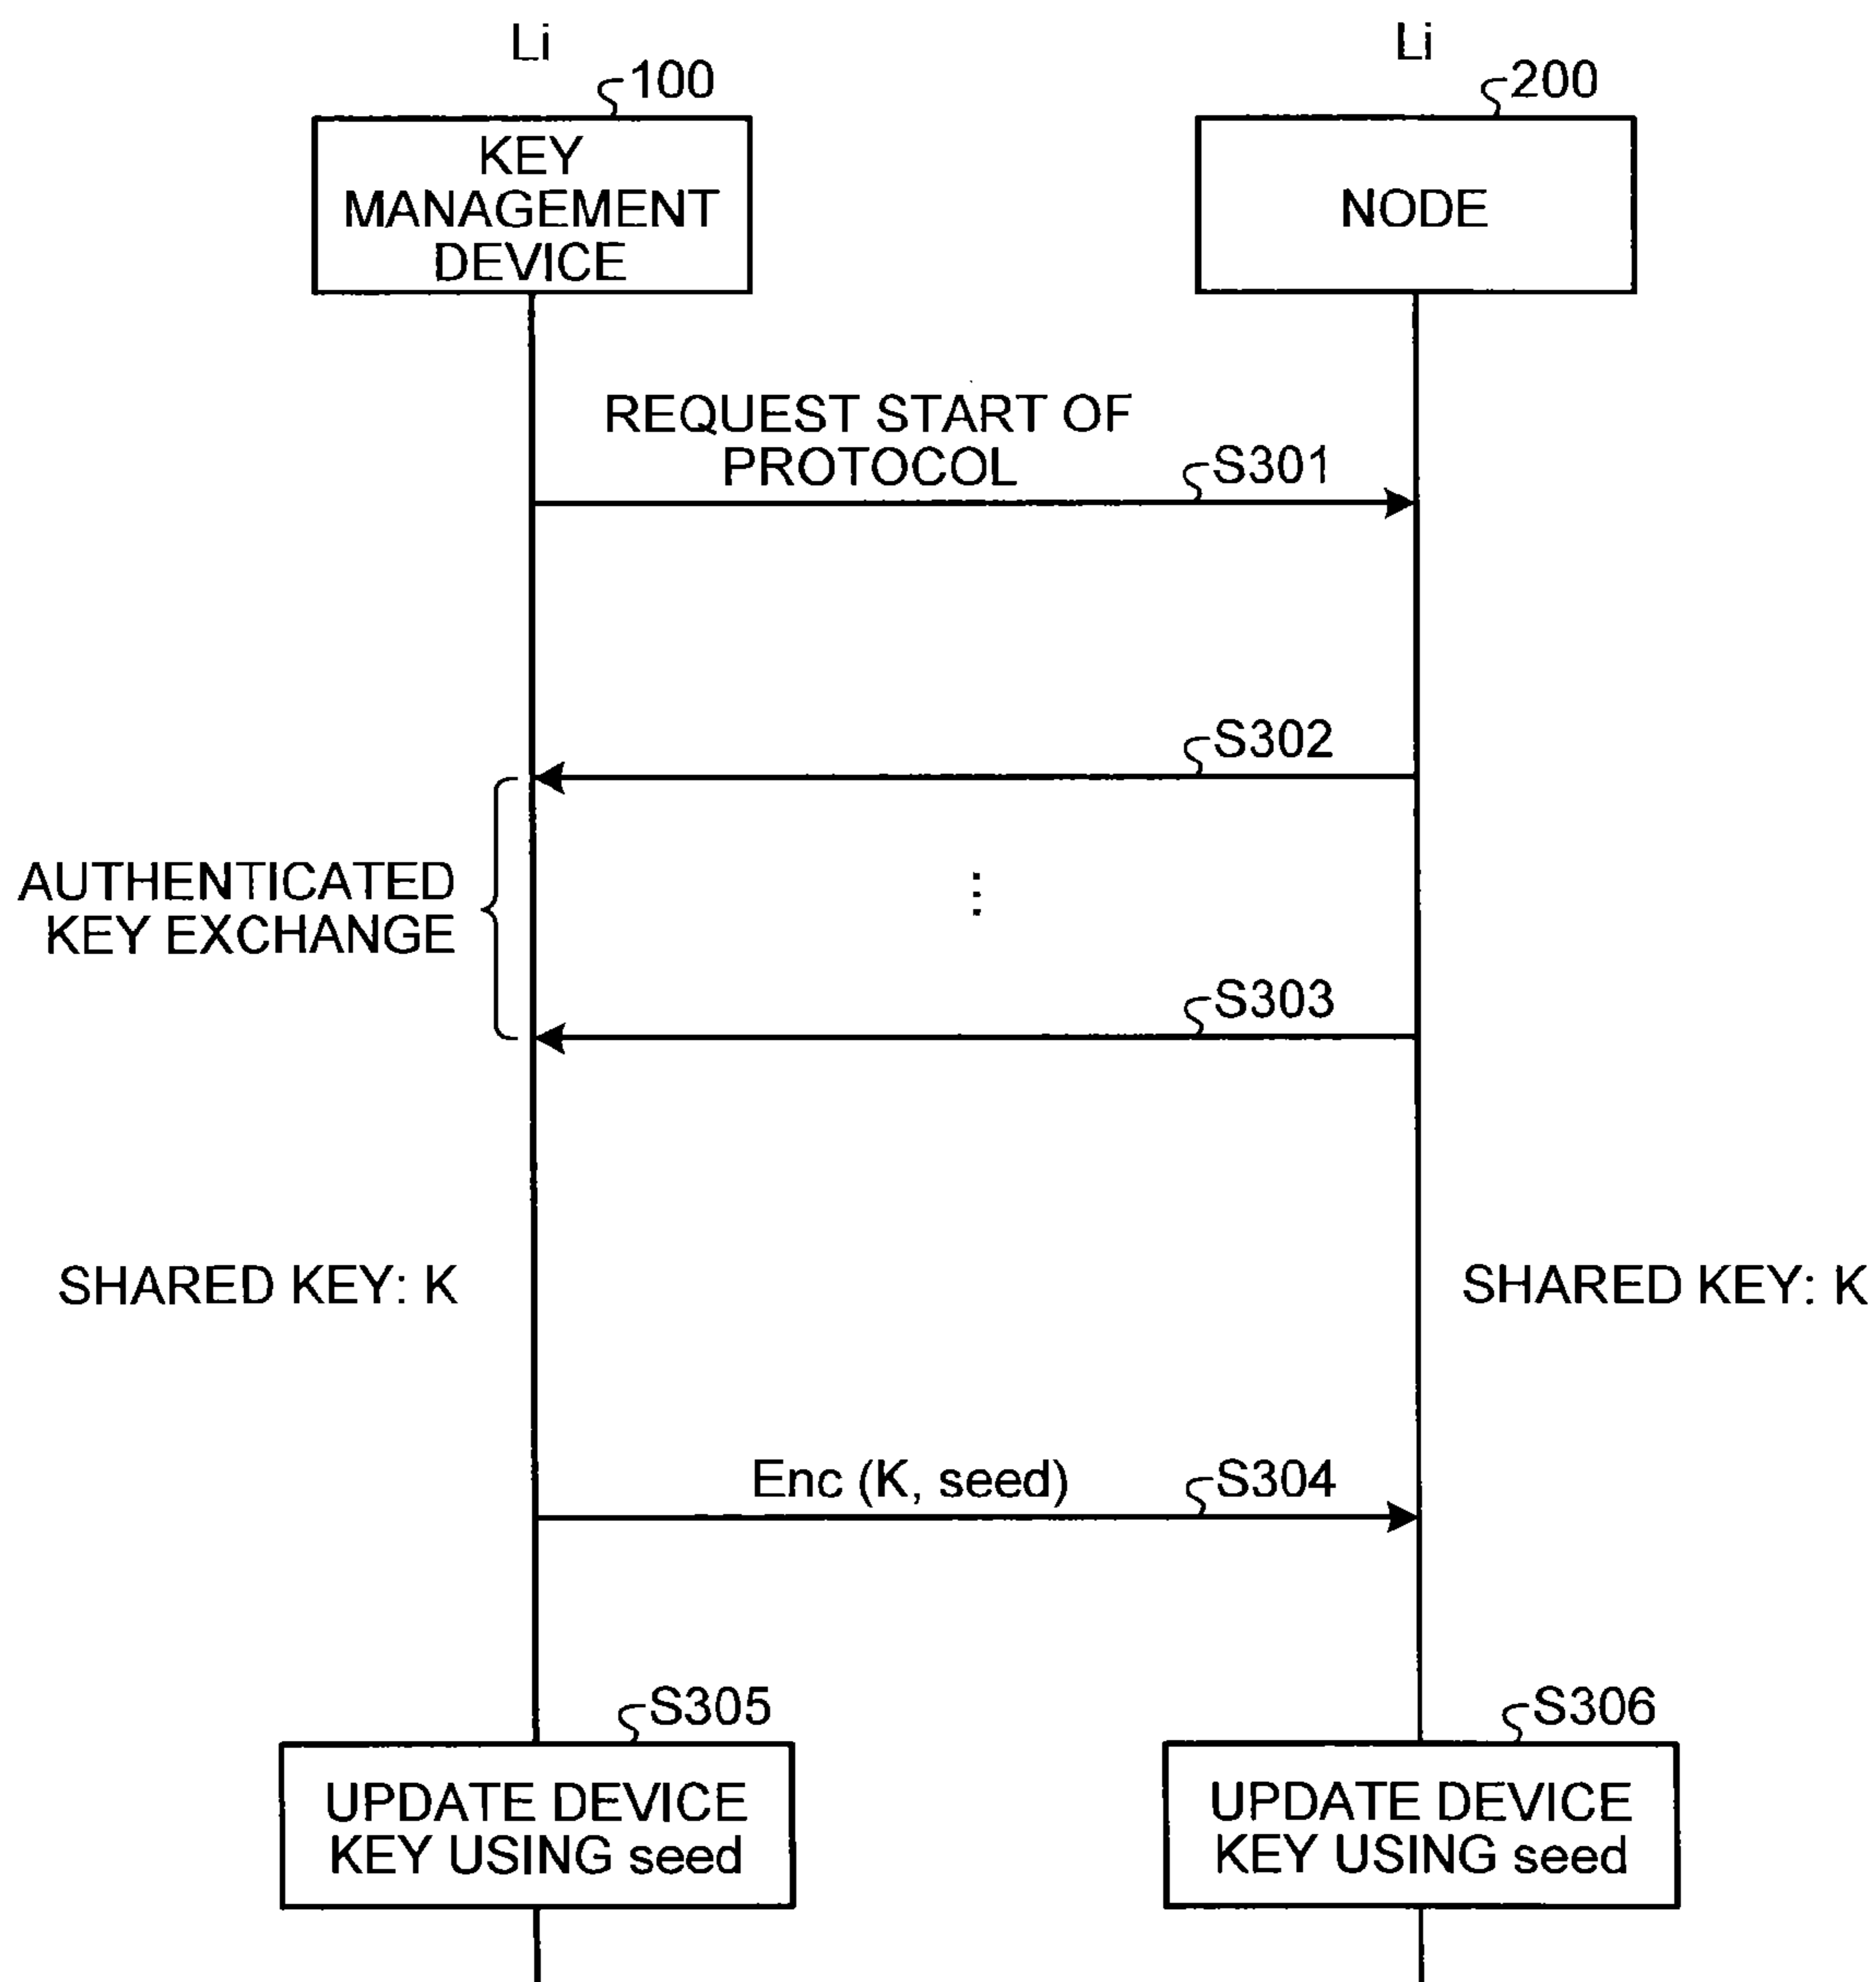 Li
Li
100
200
KEY
MANAGEMENT
DEVICE
NODE
REQUEST START OF
PROTOCOL
S301
S302
AUTHENTICATED
KEY EXCHANGE
⋮
S303
SHARED KEY: K
SHARED KEY: K
Enc (K, seed)
S304
S305
S306
UPDATE DEVICE
KEY USING seed
UPDATE DEVICE
KEY USING seed